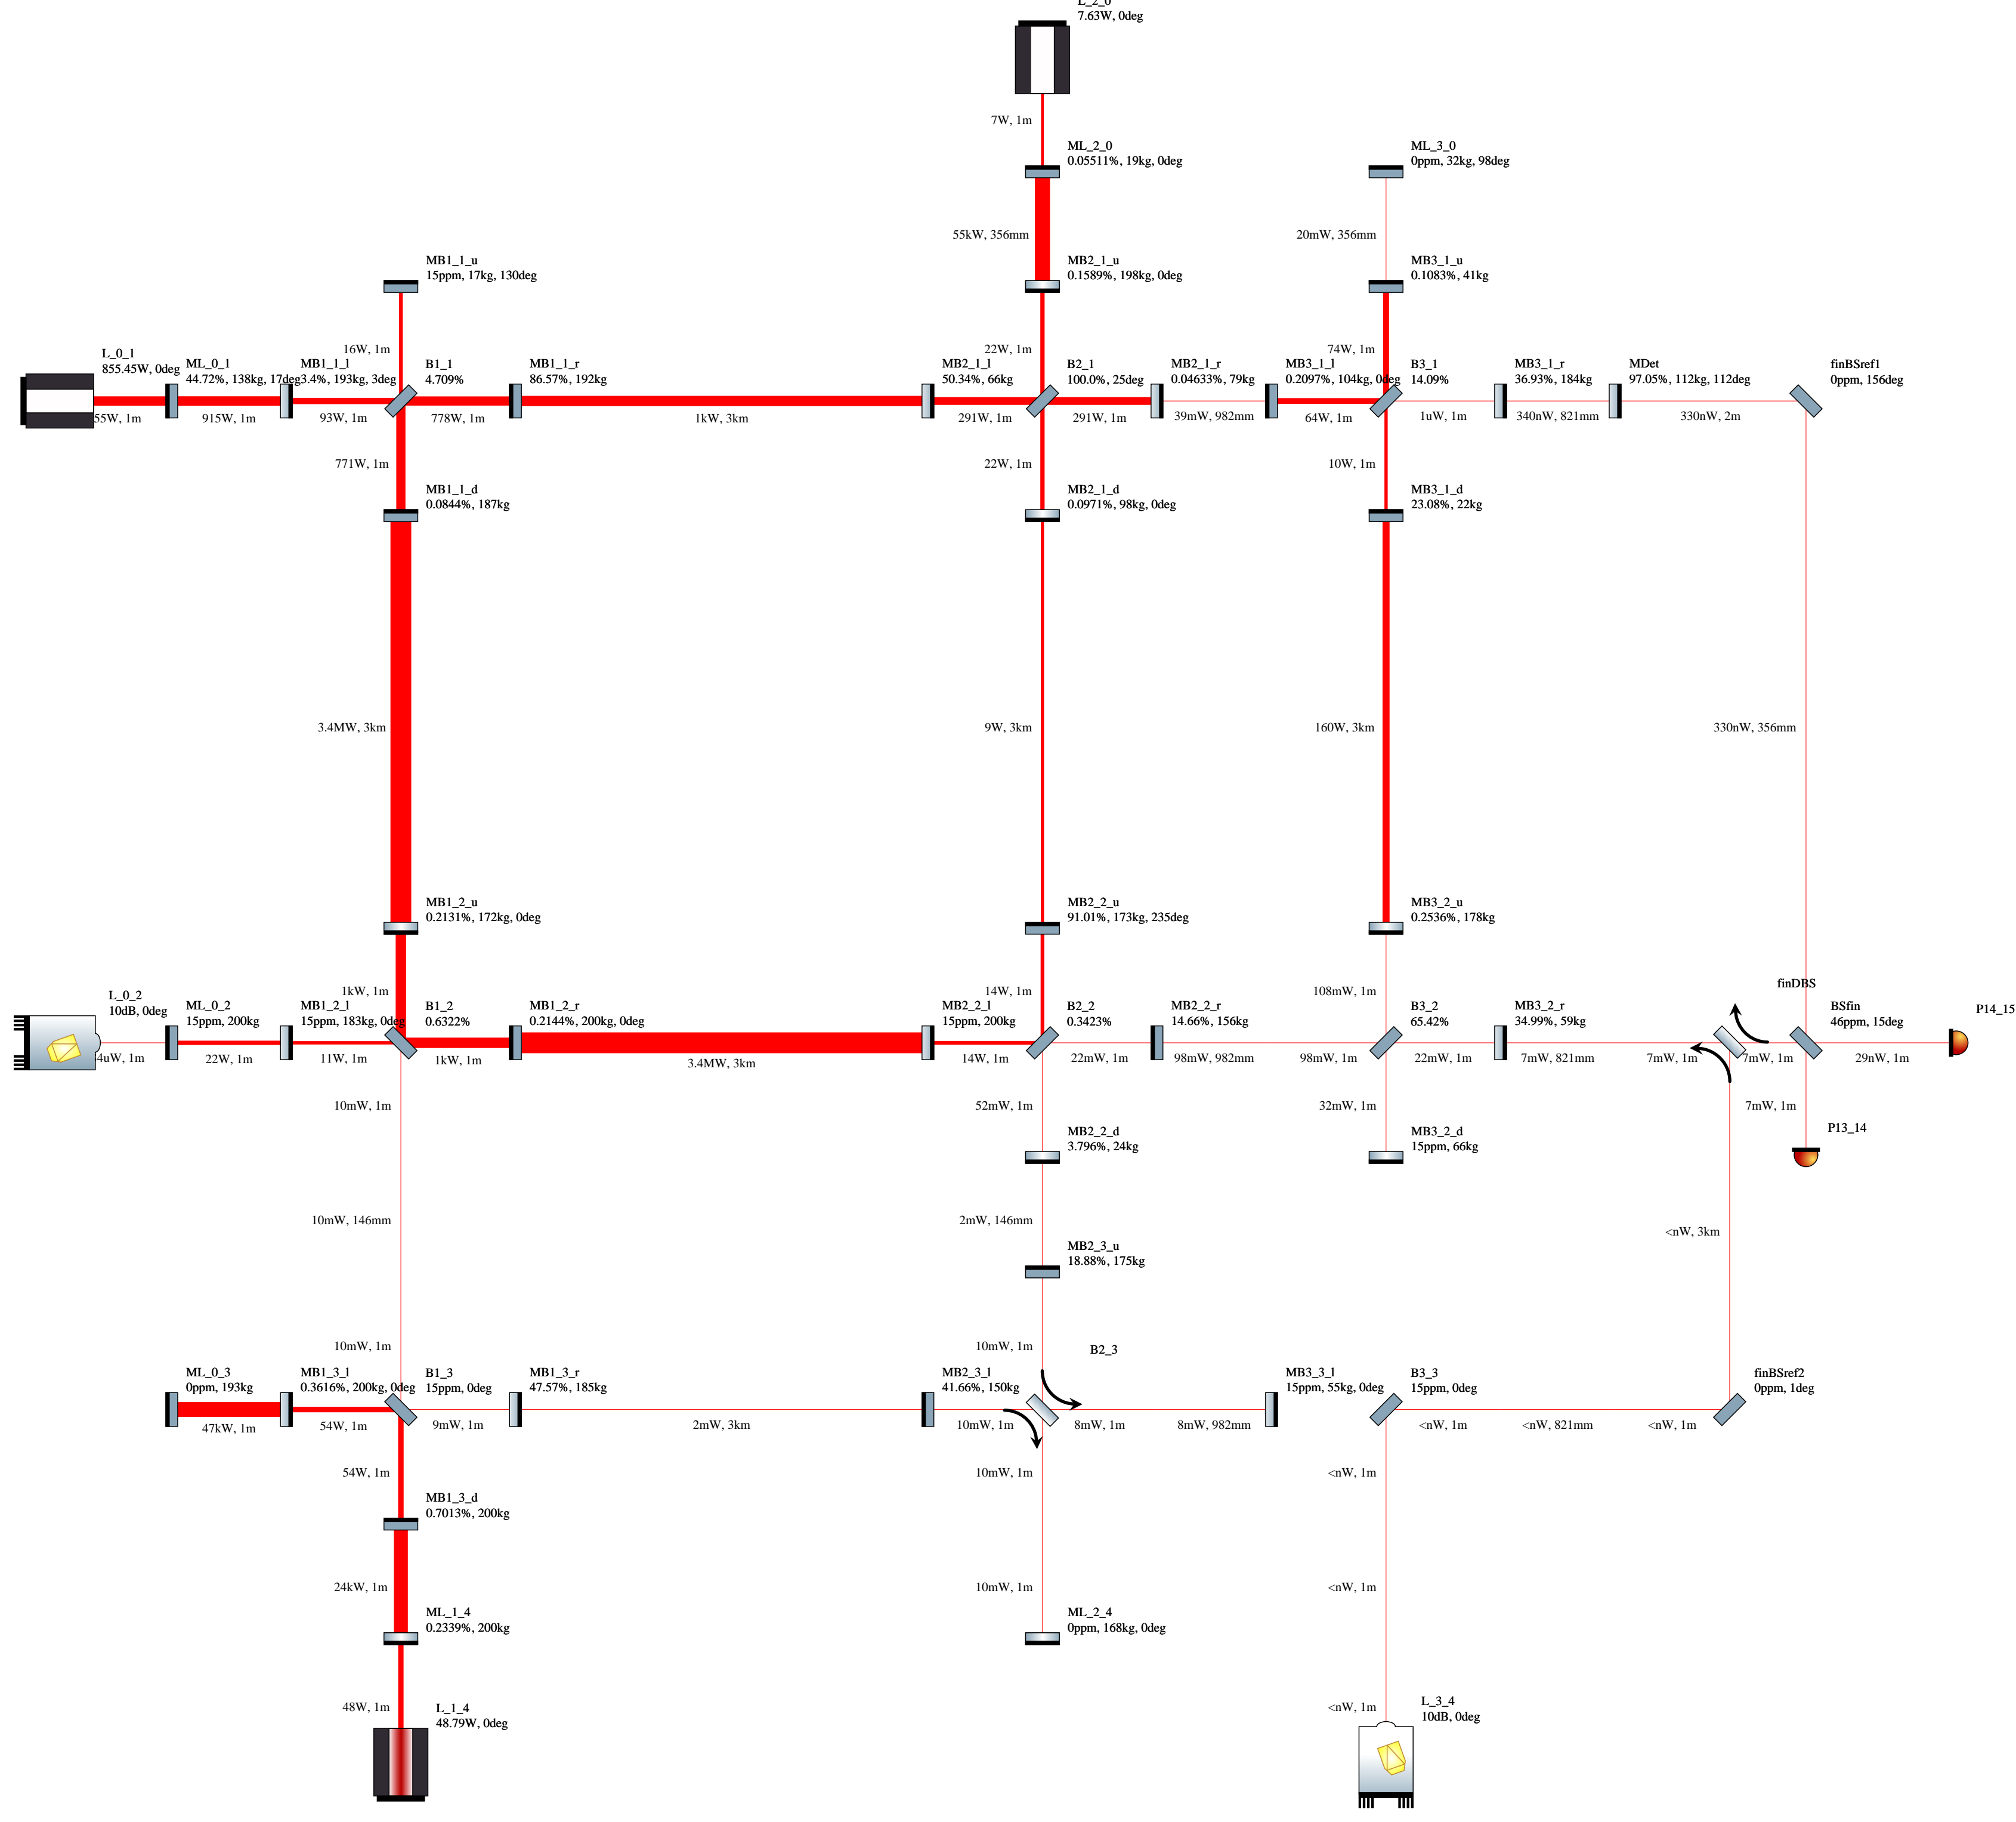 L_2_0
7.63W, 0deg
7W, 1m
ML_2_0
0.05511%, 19kg, 0deg
ML_3_0
0ppm, 32kg, 98deg
55kW, 356mm
20mW, 356mm
MB1_1_u
15ppm, 17kg, 130deg
MB2_1_u
0.1589%, 198kg, 0deg
MB3_1_u
0.1083%, 41kg
16W, 1m
22W, 1m
74W, 1m
L_0_1
855.45W, 0deg
ML_0_1
44.72%, 138kg, 17deg
MB1_1_l
3.4%, 193kg, 3deg
B1_1
4.709%
MB1_1_r
86.57%, 192kg
MB2_1_l
50.34%, 66kg
B2_1
100.0%, 25deg
MB2_1_r
0.04633%, 79kg
MB3_1_l
0.2097%, 104kg, 0deg
B3_1
14.09%
MB3_1_r
36.93%, 184kg
MDet
97.05%, 112kg, 112deg
finBSref1
0ppm, 156deg
55W, 1m
915W, 1m
93W, 1m
778W, 1m
1kW, 3km
291W, 1m
291W, 1m
39mW, 982mm
64W, 1m
1uW, 1m
340nW, 821mm
330nW, 2m
771W, 1m
22W, 1m
10W, 1m
MB1_1_d
0.0844%, 187kg
MB2_1_d
0.0971%, 98kg, 0deg
MB3_1_d
23.08%, 22kg
3.4MW, 3km
9W, 3km
160W, 3km
330nW, 356mm
MB1_2_u
0.2131%, 172kg, 0deg
MB2_2_u
91.01%, 173kg, 235deg
MB3_2_u
0.2536%, 178kg
1kW, 1m
14W, 1m
108mW, 1m
finDBS
L_0_2
10dB, 0deg
ML_0_2
15ppm, 200kg
MB1_2_l
15ppm, 183kg, 0deg
B1_2
0.6322%
MB1_2_r
0.2144%, 200kg, 0deg
MB2_2_l
15ppm, 200kg
B2_2
0.3423%
MB2_2_r
14.66%, 156kg
B3_2
65.42%
MB3_2_r
34.99%, 59kg
BSfin
46ppm, 15deg
P14_15
4uW, 1m
22W, 1m
11W, 1m
1kW, 1m
3.4MW, 3km
14W, 1m
22mW, 1m
98mW, 982mm
98mW, 1m
22mW, 1m
7mW, 821mm
7mW, 1m
7mW, 1m
29nW, 1m
10mW, 1m
52mW, 1m
32mW, 1m
7mW, 1m
MB2_2_d
3.796%, 24kg
MB3_2_d
15ppm, 66kg
P13_14
10mW, 146mm
2mW, 146mm
<nW, 3km
MB2_3_u
18.88%, 175kg
10mW, 1m
10mW, 1m
B2_3
ML_0_3
0ppm, 193kg
MB1_3_l
0.3616%, 200kg, 0deg
B1_3
15ppm, 0deg
MB1_3_r
47.57%, 185kg
MB2_3_l
41.66%, 150kg
MB3_3_l
15ppm, 55kg, 0deg
B3_3
15ppm, 0deg
finBSref2
0ppm, 1deg
47kW, 1m
54W, 1m
9mW, 1m
2mW, 3km
10mW, 1m
8mW, 1m
8mW, 982mm
<nW, 1m
<nW, 821mm
<nW, 1m
54W, 1m
10mW, 1m
<nW, 1m
MB1_3_d
0.7013%, 200kg
24kW, 1m
10mW, 1m
<nW, 1m
ML_1_4
0.2339%, 200kg
ML_2_4
0ppm, 168kg, 0deg
48W, 1m
<nW, 1m
L_1_4
48.79W, 0deg
L_3_4
10dB, 0deg